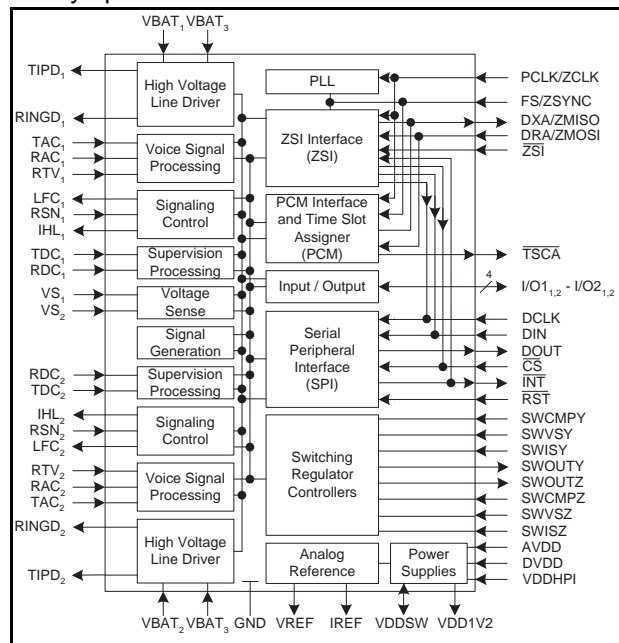 VBAT1 VBAT3
TIPD1
RINGD1
TAC1
RAC1
RTV1
LFC1
RSN1
IHL1
TDC1
RDC1
VS1
VS2
RDC2
TDC2
IHL2
RSN2
LFC2
RTV2
RAC2
TAC2
RINGD2
TIPD2
High Voltage
Line Driver
Voice Signal
Processing
Signaling
Control
Supervision
Processing
Voltage
Sense
Signal
Generation
Supervision
Processing
Signaling
Control
Voice Signal
Processing
High Voltage
Line Driver
PLL
ZSI Interface
(ZSI)
PCM Interface
and Time Slot
Assigner
(PCM)
Input / Output
Serial
Peripheral
Interface
(SPI)
Switching
Regulator
Controllers
Analog
Reference
Power
Supplies
PCLK/ZCLK
FS/ZSYNC
DXA/ZMISO
DRA/ZMOSI
ZSI
TSCA
4
I/O11,2 - I/O21,2
DCLK
DIN
DOUT
CS
INT
RST
SWCMPY
SWVSY
SWISY
SWOUTY
SWOUTZ
SWCMPZ
SWVSZ
SWISZ
AVDD
DVDD
VDDHPI
VBAT2 VBAT3 GND VREF IREF VDDSW VDD1V2